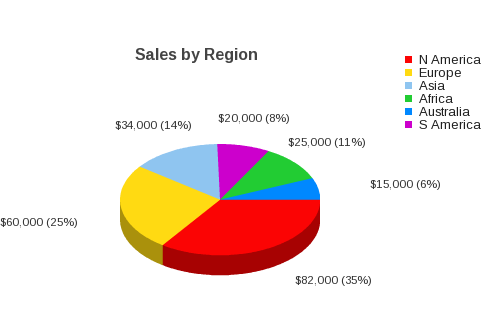 Sales by Region
N America
Europe
Asia
Africa
Australia
S America
$20,000 (8%)
$34,000 (14%)
$25,000 (11%)
$15,000 (6%)
$60,000 (25%)
$82,000 (35%)